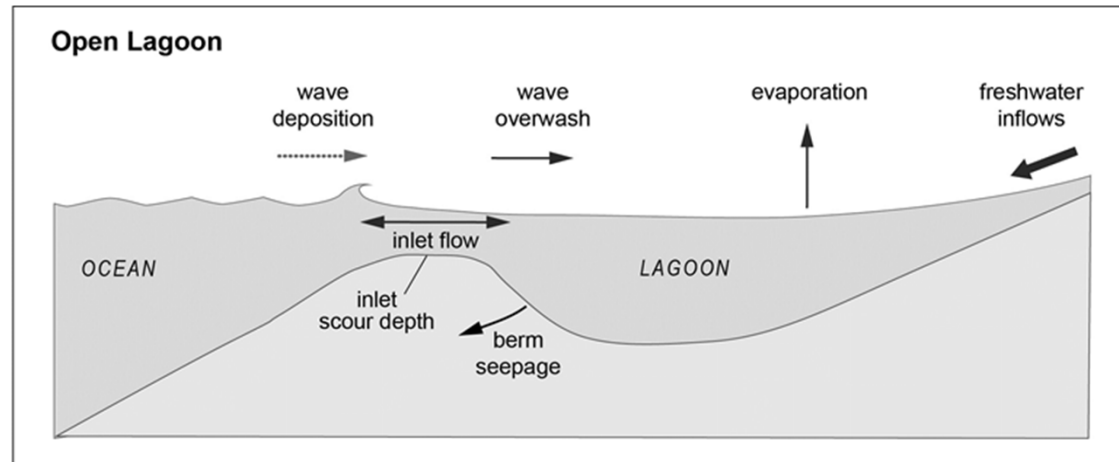 Open Lagoon
wave
deposition
wave
overwash
evaporation
freshwater
inflows
inlet flow
OCEAN
LAGOON
inlet
scour depth
berm
seepage